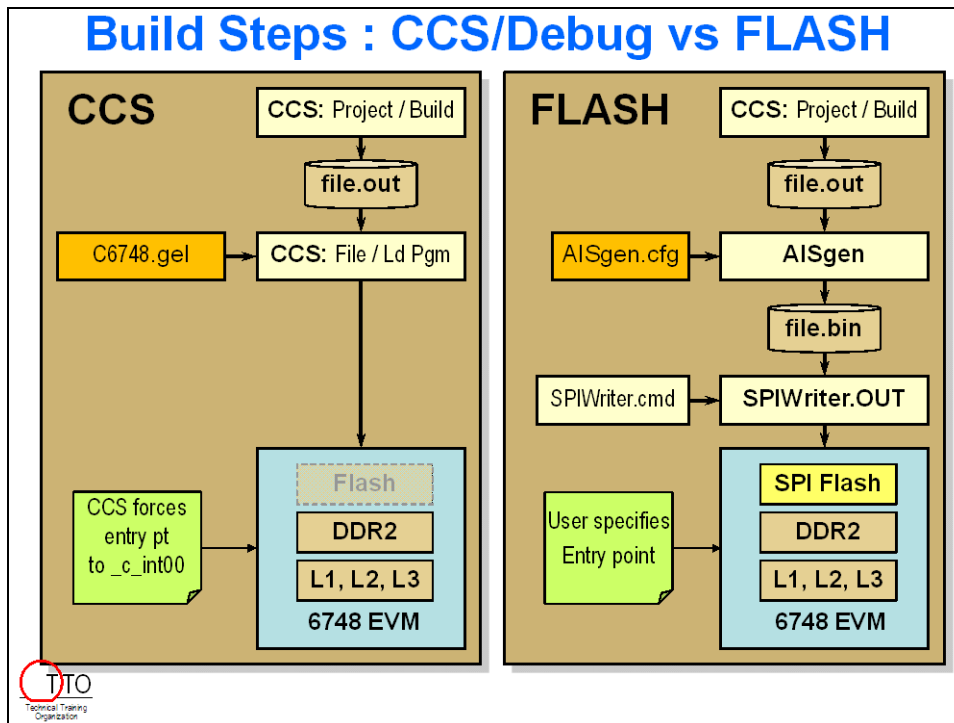 Build Steps : CCS/Debug vs FLASH
CCS
CCS: Project / Build
file.out
C6748.gel
CCS: File / Ld Pgm
CCS forces
entry pt
to _c_int00
Flash
DDR2
L1, L2, L3
6748 EVM
FLASH
CCS: Project / Build
file.out
AISgen.cfg
AISgen
file.bin
SPIWriter.cmd
SPIWriter.OUT
User specifies
Entry point
SPI Flash
DDR2
L1, L2, L3
6748 EVM
TTO
Technical Training
Organization